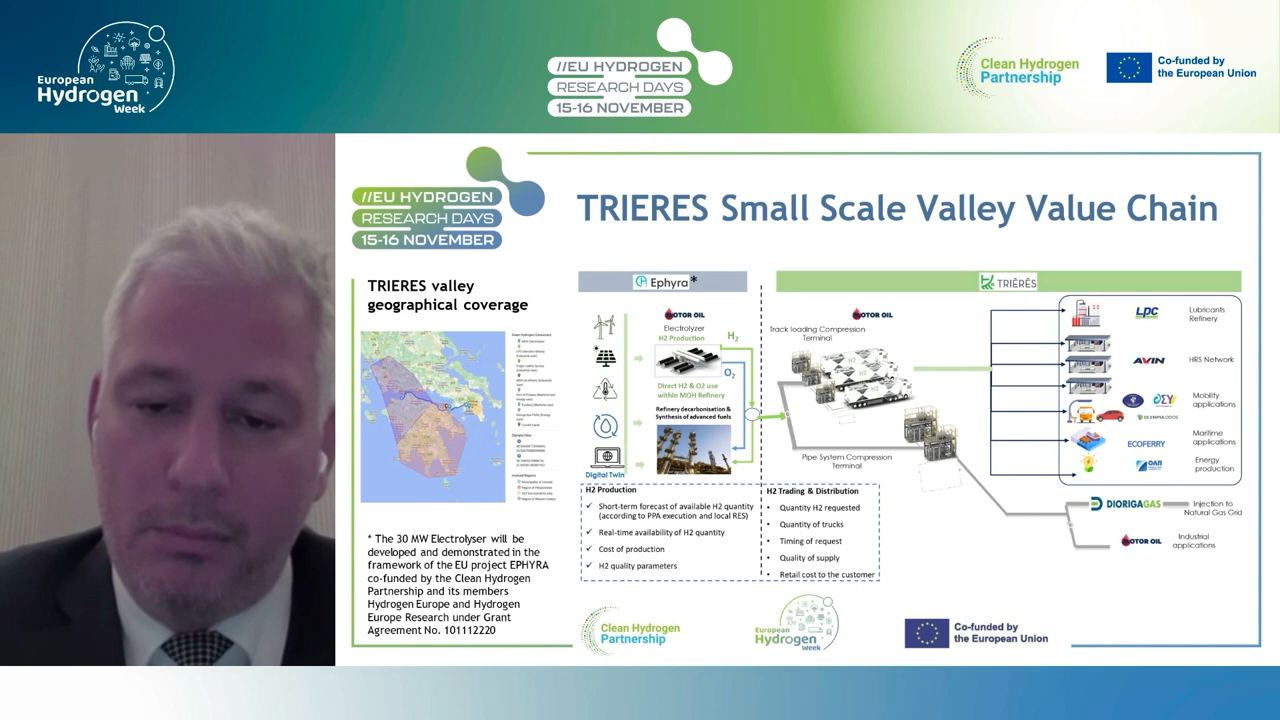 European
Hydrogen
Week
//EU HYDROGEN
RESEARCH DAYS
15-16 NOVEMBER
Clean Hydrogen
Partnership
Co-funded by
the European Union
//EU HYDROGEN
RESEARCH DAYS
15-16 NOVEMBER
TRIERES Small Scale Valley Value Chain
TRIERES valley
geographical coverage
* The 30 MW Electrolyser will be
developed and demonstrated in the
framework of the EU project EPHYRA
co-funded by the Clean Hydrogen
Partnership and its members
Hydrogen Europe and Hydrogen
Europe Research under Grant
Agreement No. 101112220
Ephyra*
MOTOR OIL
Electrolyzer
H2 Production
H2
O2
Direct H2 & O2 use
within MOH Refinery
Refinery decarbonisation &
Synthesis of advanced fuels
Digital Twin
H2 Production
✓ Short-term forecast of available H2 quantity
(according to PPA execution and local RES)
✓ Real-time availability of H2 quantity
✓ Cost of production
✓ H2 quality parameters
TRIĒRĒS
MOTOR OIL
Track loading Compression
Terminal
Pipe System Compression
Terminal
H2 Trading & Distribution
• Quantity H2 requested
• Quantity of trucks
• Timing of request
• Quality of supply
• Retail cost to the customer
LPC
Lubricants
Refinery
AVIN
HRS Network
OLYMPIA ODOS
Mobility
applications
ECOFERRY
Maritime
applications
Energy
production
DIORIGAGAS
Injection to
Natural Gas Grid
MOTOR OIL
Industrial
applications
Clean Hydrogen
Partnership
European
Hydrogen
Week
Co-funded by
the European Union